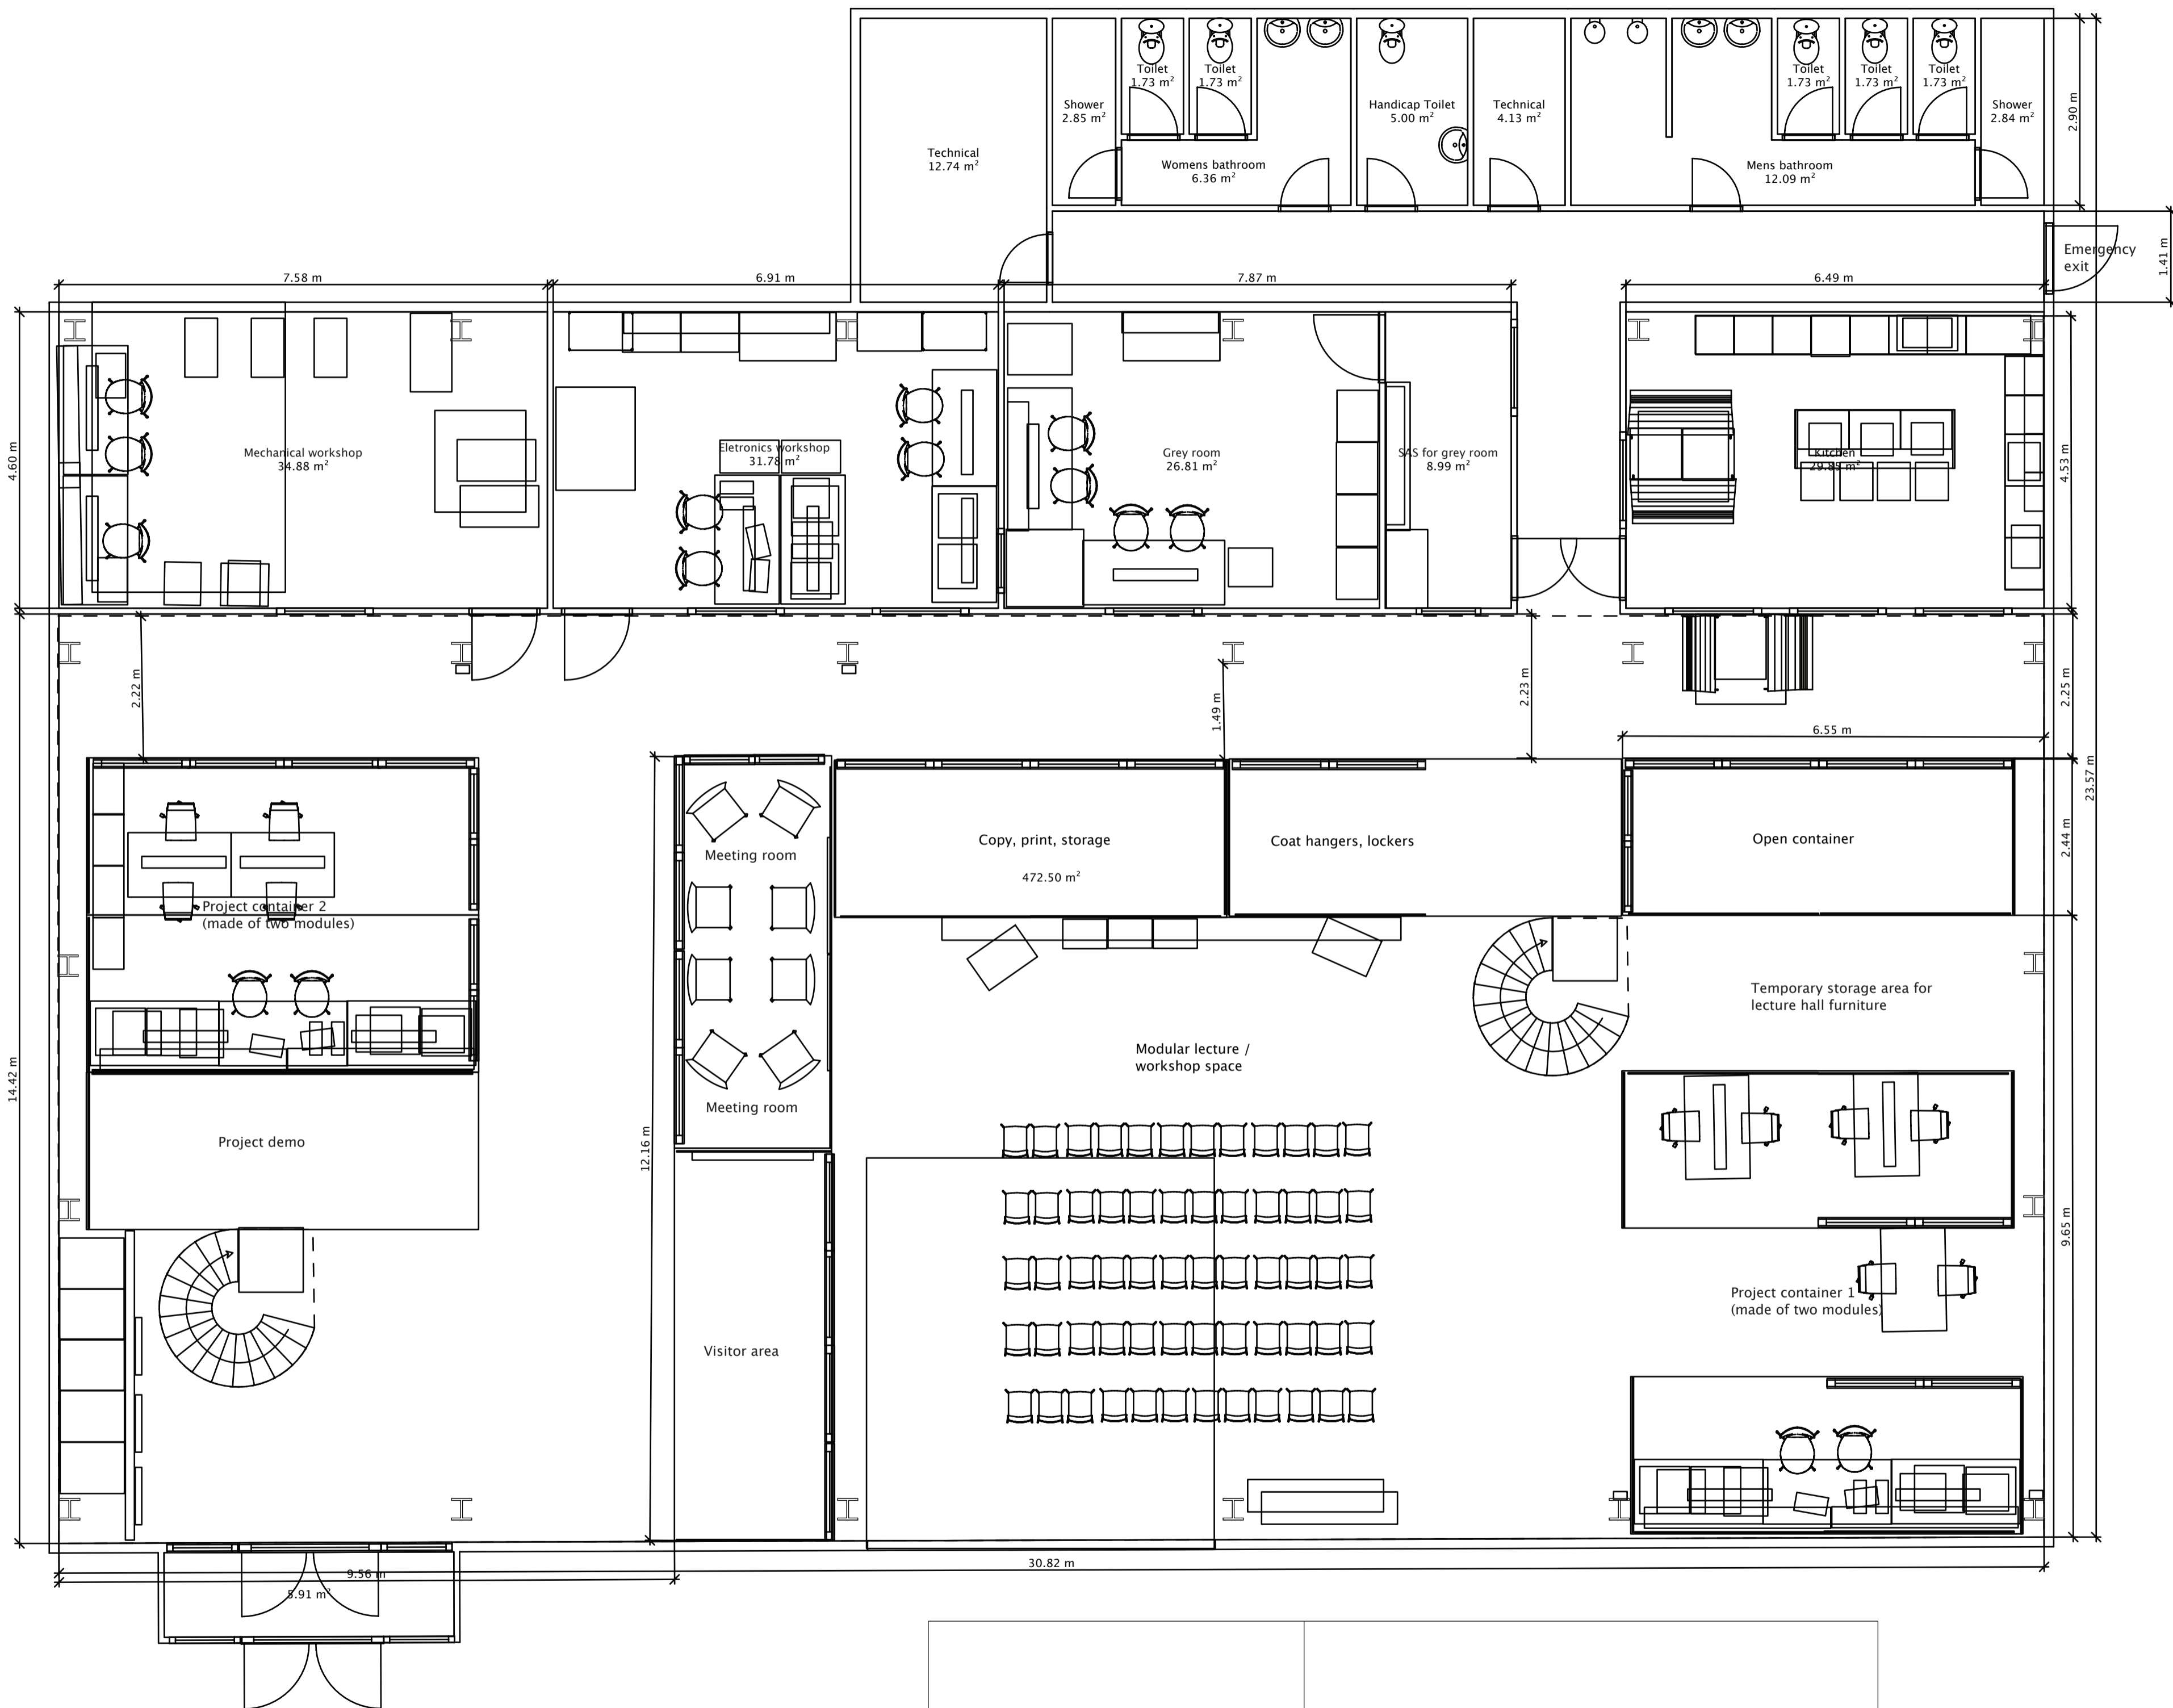 Toilet
1.73 m²
Toilet
1.73 m²
Toilet
1.73 m²
Toilet
1.73 m²
Toilet
1.73 m²
Shower
2.85 m²
Handicap Toilet
5.00 m²
Technical
4.13 m²
Shower
2.84 m²
2.90 m
Technical
12.74 m²
Womens bathroom
6.36 m²
Mens bathroom
12.09 m²
Emergency
exit
1.41 m
7.58 m
6.91 m
7.87 m
6.49 m
4.60 m
Mechanical workshop
34.88 m²
Eletronics workshop
31.78 m²
Grey room
26.81 m²
SAS for grey room
8.99 m²
Kitchen
29.85 m²
4.53 m
2.22 m
1.49 m
2.23 m
2.25 m
6.55 m
23.57 m
Meeting room
Copy, print, storage
472.50 m²
Coat hangers, lockers
Open container
2.44 m
Project container 2
(made of two modules)
Temporary storage area for
lecture hall furniture
Modular lecture /
workshop space
14.42 m
Meeting room
Project demo
12.16 m
9.65 m
Project container 1
(made of two modules)
Visitor area
30.82 m
9.56 m
5.91 m²